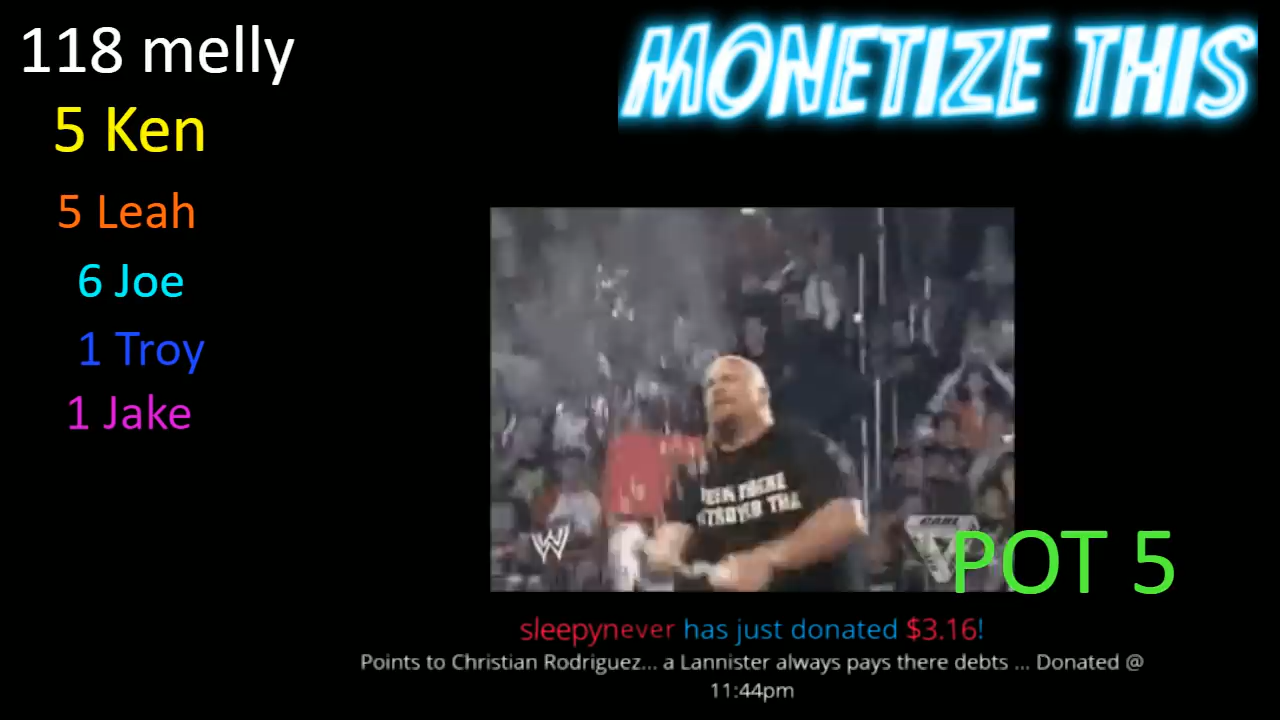 118 melly
MONETIZE THIS
5 Ken
5 Leah
6 Joe
1 Troy
1 Jake
POT 5
sleepynever has just donated $3.16!
Points to Christian Rodriguez... a Lannister always pays there debts ... Donated @
11:44pm